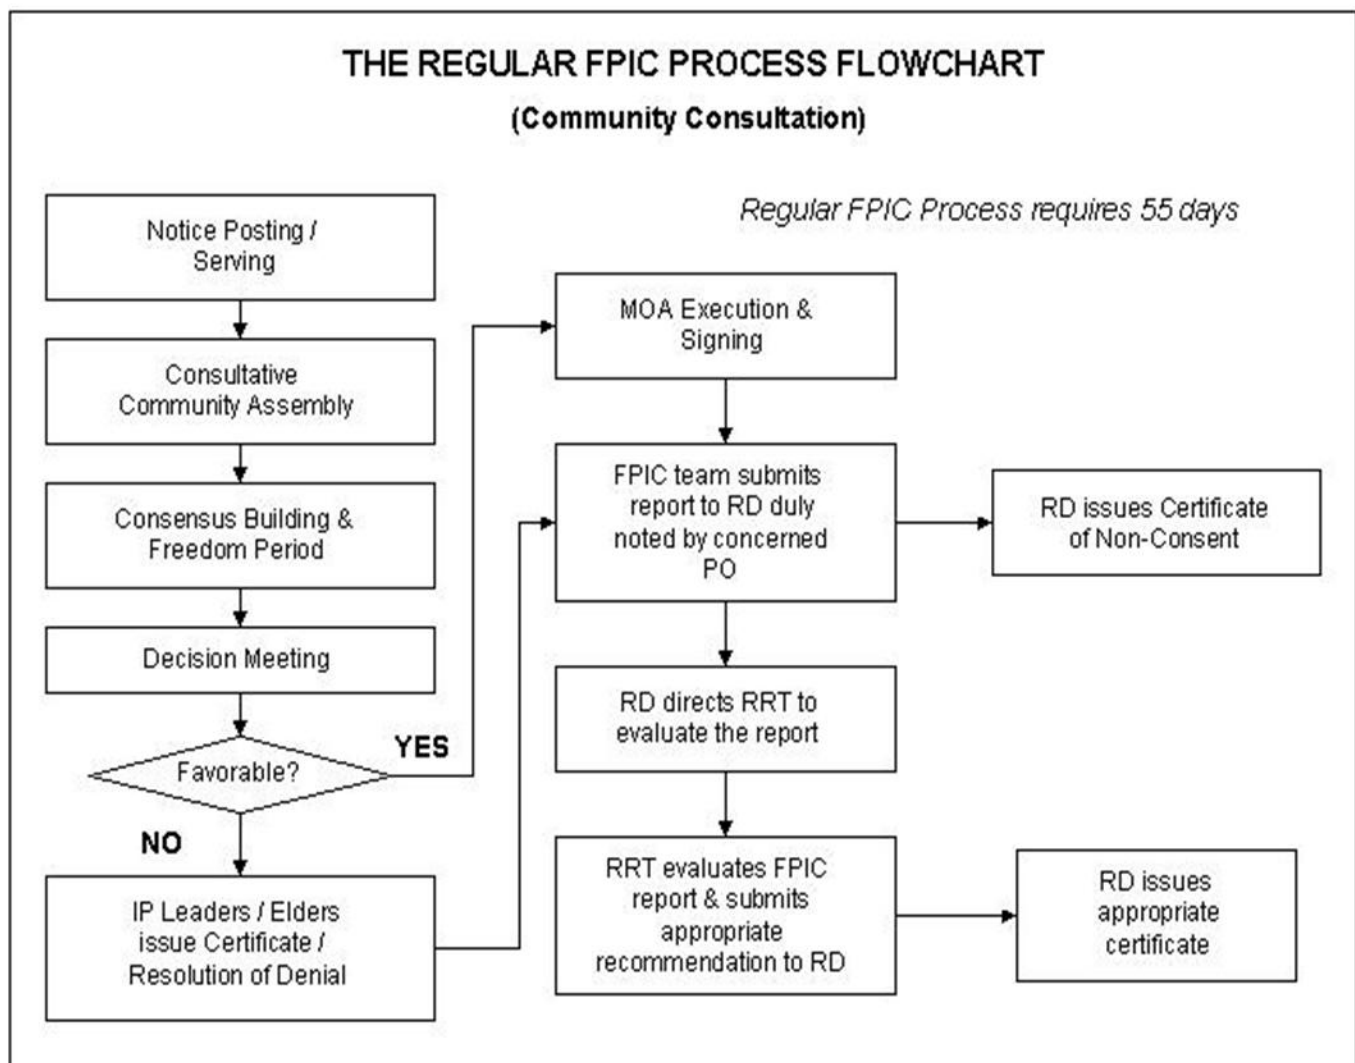 THE REGULAR FPIC PROCESS FLOWCHART
(Community Consultation)
Regular FPIC Process requires 55 days
Notice Posting /
Serving
Consultative
Community Assembly
Consensus Building &
Freedom Period
Decision Meeting
Favorable?
YES
NO
IP Leaders / Elders
issue Certificate /
Resolution of Denial
MOA Execution &
Signing
FPIC team submits
report to RD duly
noted by concerned
PO
RD issues Certificate
of Non-Consent
RD directs RRT to
evaluate the report
RRT evaluates FPIC
report & submits
appropriate
recommendation to RD
RD issues
appropriate
certificate